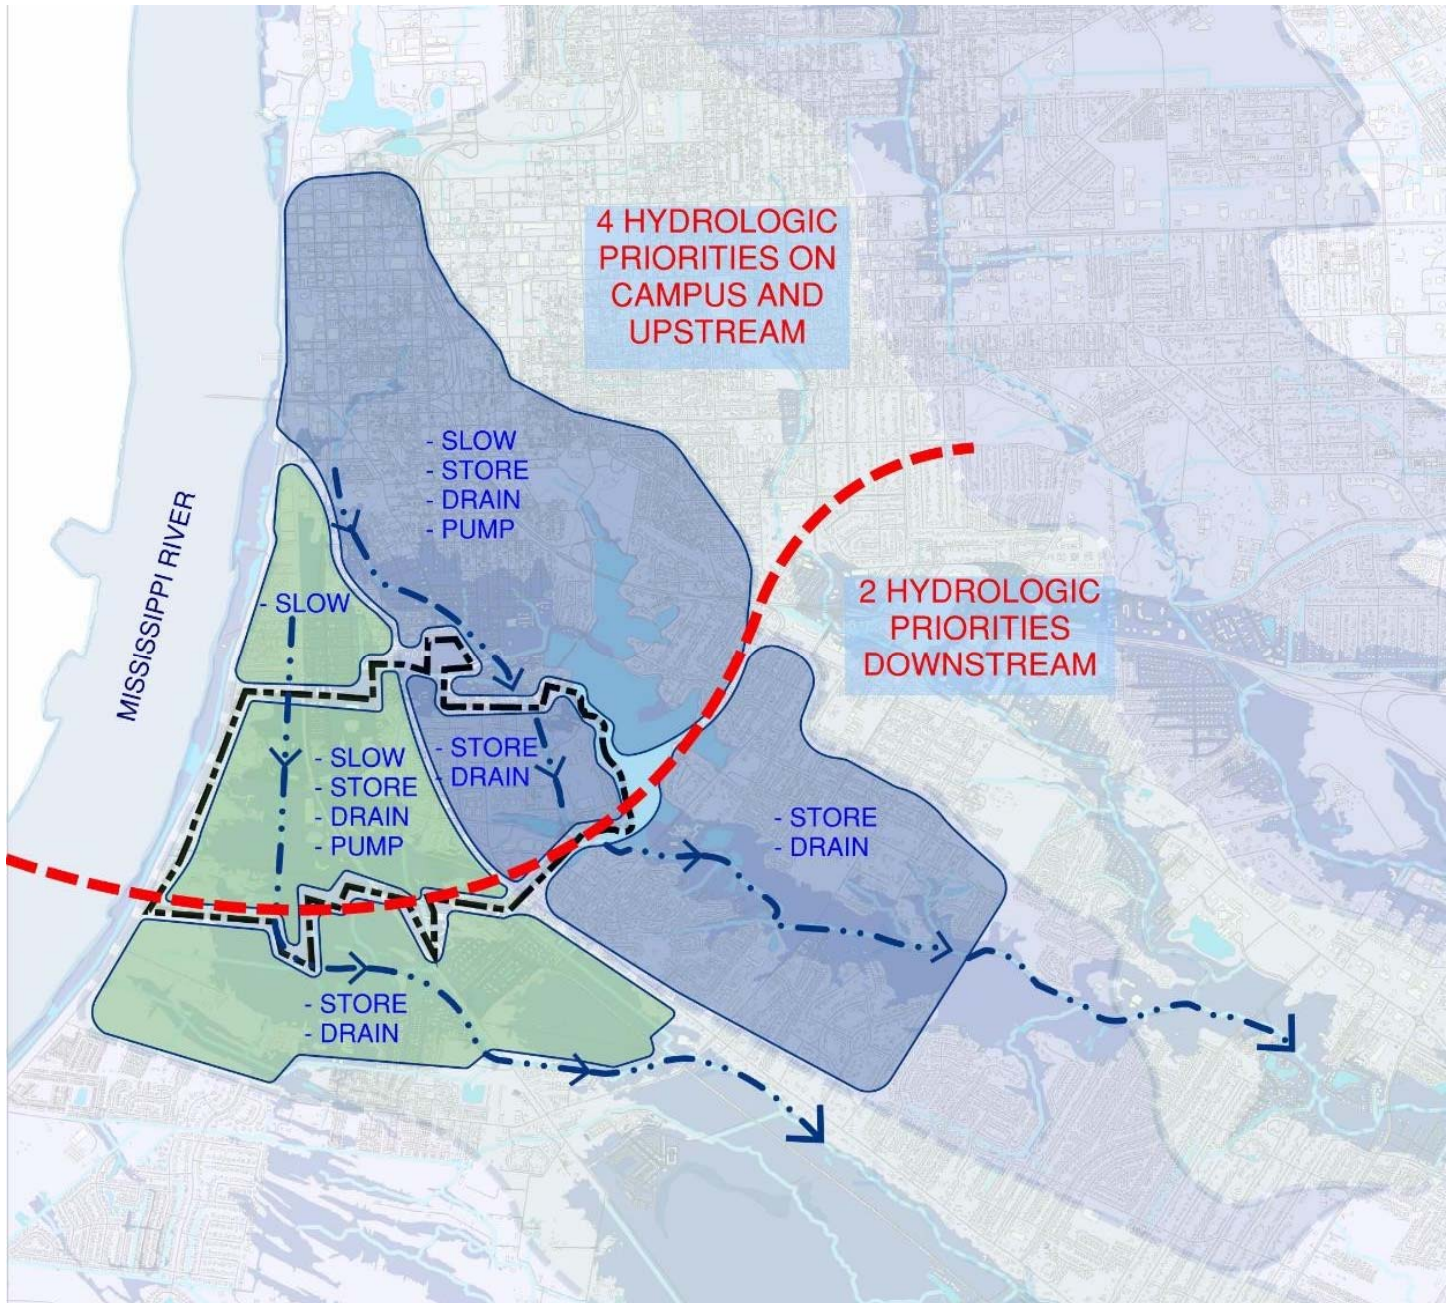 4 HYDROLOGIC
PRIORITIES ON
CAMPUS AND
UPSTREAM
- SLOW
- STORE
- DRAIN
- PUMP
MISSISSIPPI RIVER
- SLOW
2 HYDROLOGIC
PRIORITIES
DOWNSTREAM
- SLOW
- STORE
- DRAIN
- PUMP
- STORE
- DRAIN
- STORE
- DRAIN
- STORE
- DRAIN